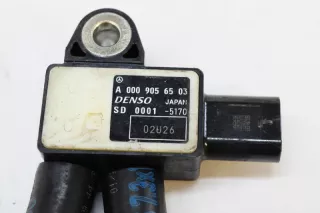 A 000 905 65 03
DENSO JAPAN
SD 0001 -5170
02U26